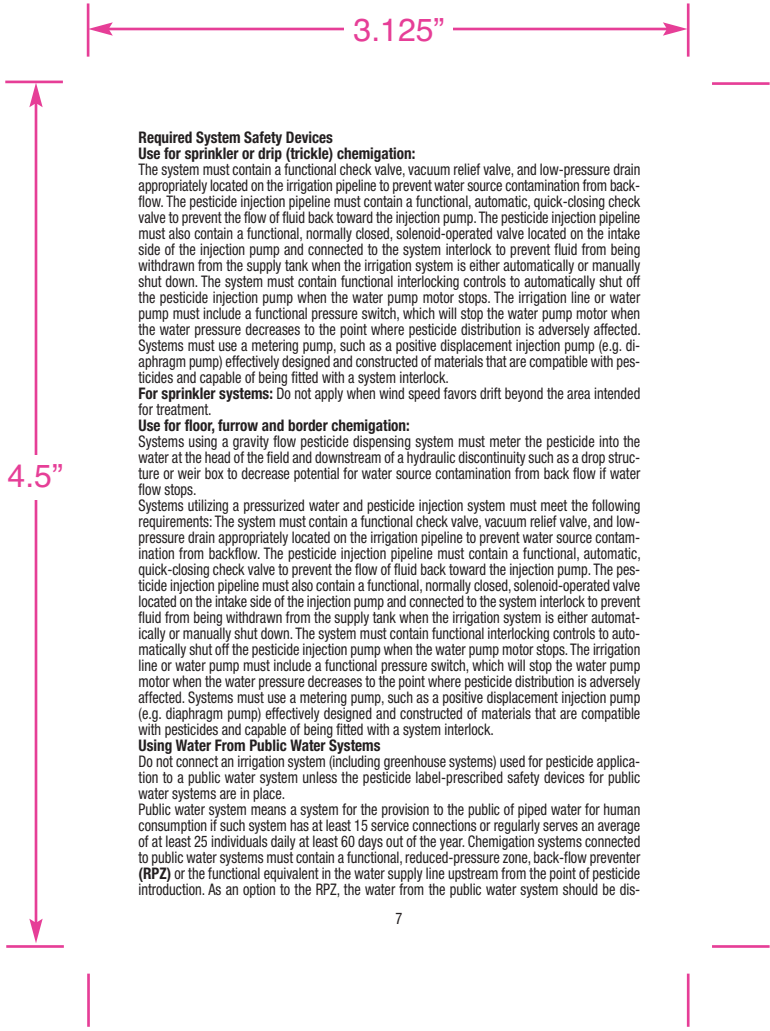 3.125”
4.5”
Required System Safety Devices
Use for sprinkler or drip (trickle) chemigation:
The system must contain a functional check valve, vacuum relief valve, and low-pressure drain
appropriately located on the irrigation pipeline to prevent water source contamination from back-
flow. The pesticide injection pipeline must contain a functional, automatic, quick-closing check
valve to prevent the flow of fluid back toward the injection pump. The pesticide injection pipeline
must also contain a functional, normally closed, solenoid-operated valve located on the intake
side of the injection pump and connected to the system interlock to prevent fluid from being
withdrawn from the supply tank when the irrigation system is either automatically or manually
shut down. The system must contain functional interlocking controls to automatically shut off
the pesticide injection pump when the water pump motor stops. The irrigation line or water
pump must include a functional pressure switch, which will stop the water pump motor when
the water pressure decreases to the point where pesticide distribution is adversely affected.
Systems must use a metering pump, such as a positive displacement injection pump (e.g. di-
aphragm pump) effectively designed and constructed of materials that are compatible with pes-
ticides and capable of being fitted with a system interlock.
For sprinkler systems: Do not apply when wind speed favors drift beyond the area intended
for treatment.
Use for floor, furrow and border chemigation:
Systems using a gravity flow pesticide dispensing system must meter the pesticide into the
water at the head of the field and downstream of a hydraulic discontinuity such as a drop struc-
ture or weir box to decrease potential for water source contamination from back flow if water
flow stops.
Systems utilizing a pressurized water and pesticide injection system must meet the following
requirements: The system must contain a functional check valve, vacuum relief valve, and low-
pressure drain appropriately located on the irrigation pipeline to prevent water source contam-
ination from backflow. The pesticide injection pipeline must contain a functional, automatic,
quick-closing check valve to prevent the flow of fluid back toward the injection pump. The pes-
ticide injection pipeline must also contain a functional, normally closed, solenoid-operated valve
located on the intake side of the injection pump and connected to the system interlock to prevent
fluid from being withdrawn from the supply tank when the irrigation system is either automat-
ically or manually shut down. The system must contain functional interlocking controls to auto-
matically shut off the pesticide injection pump when the water pump motor stops. The irrigation
line or water pump must include a functional pressure switch, which will stop the water pump
motor when the water pressure decreases to the point where pesticide distribution is adversely
affected. Systems must use a metering pump, such as a positive displacement injection pump
(e.g. diaphragm pump) effectively designed and constructed of materials that are compatible
with pesticides and capable of being fitted with a system interlock.
Using Water From Public Water Systems
Do not connect an irrigation system (including greenhouse systems) used for pesticide applica-
tion to a public water system unless the pesticide label-prescribed safety devices for public
water systems are in place.
Public water system means a system for the provision to the public of piped water for human
consumption if such system has at least 15 service connections or regularly serves an average
of at least 25 individuals daily at least 60 days out of the year. Chemigation systems connected
to public water systems must contain a functional, reduced-pressure zone, back-flow preventer
(RPZ) or the functional equivalent in the water supply line upstream from the point of pesticide
introduction. As an option to the RPZ, the water from the public water system should be dis-
7